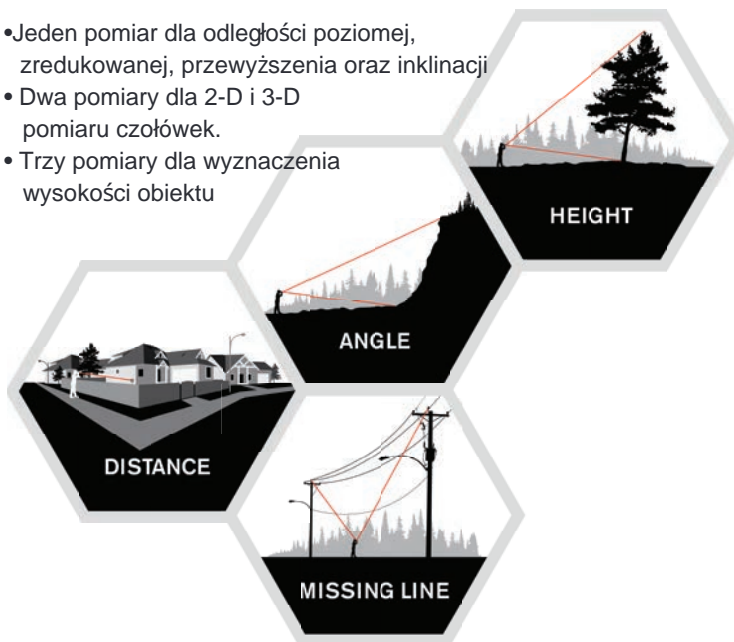 •Jeden pomiar dla odległości poziomej,
zredukowanej, przewyższenia oraz inklinacji
• Dwa pomiary dla 2-D i 3-D
pomiaru czołówek.
• Trzy pomiary dla wyznaczenia
wysokości obiektu
HEIGHT
ANGLE
DISTANCE
MISSING LINE